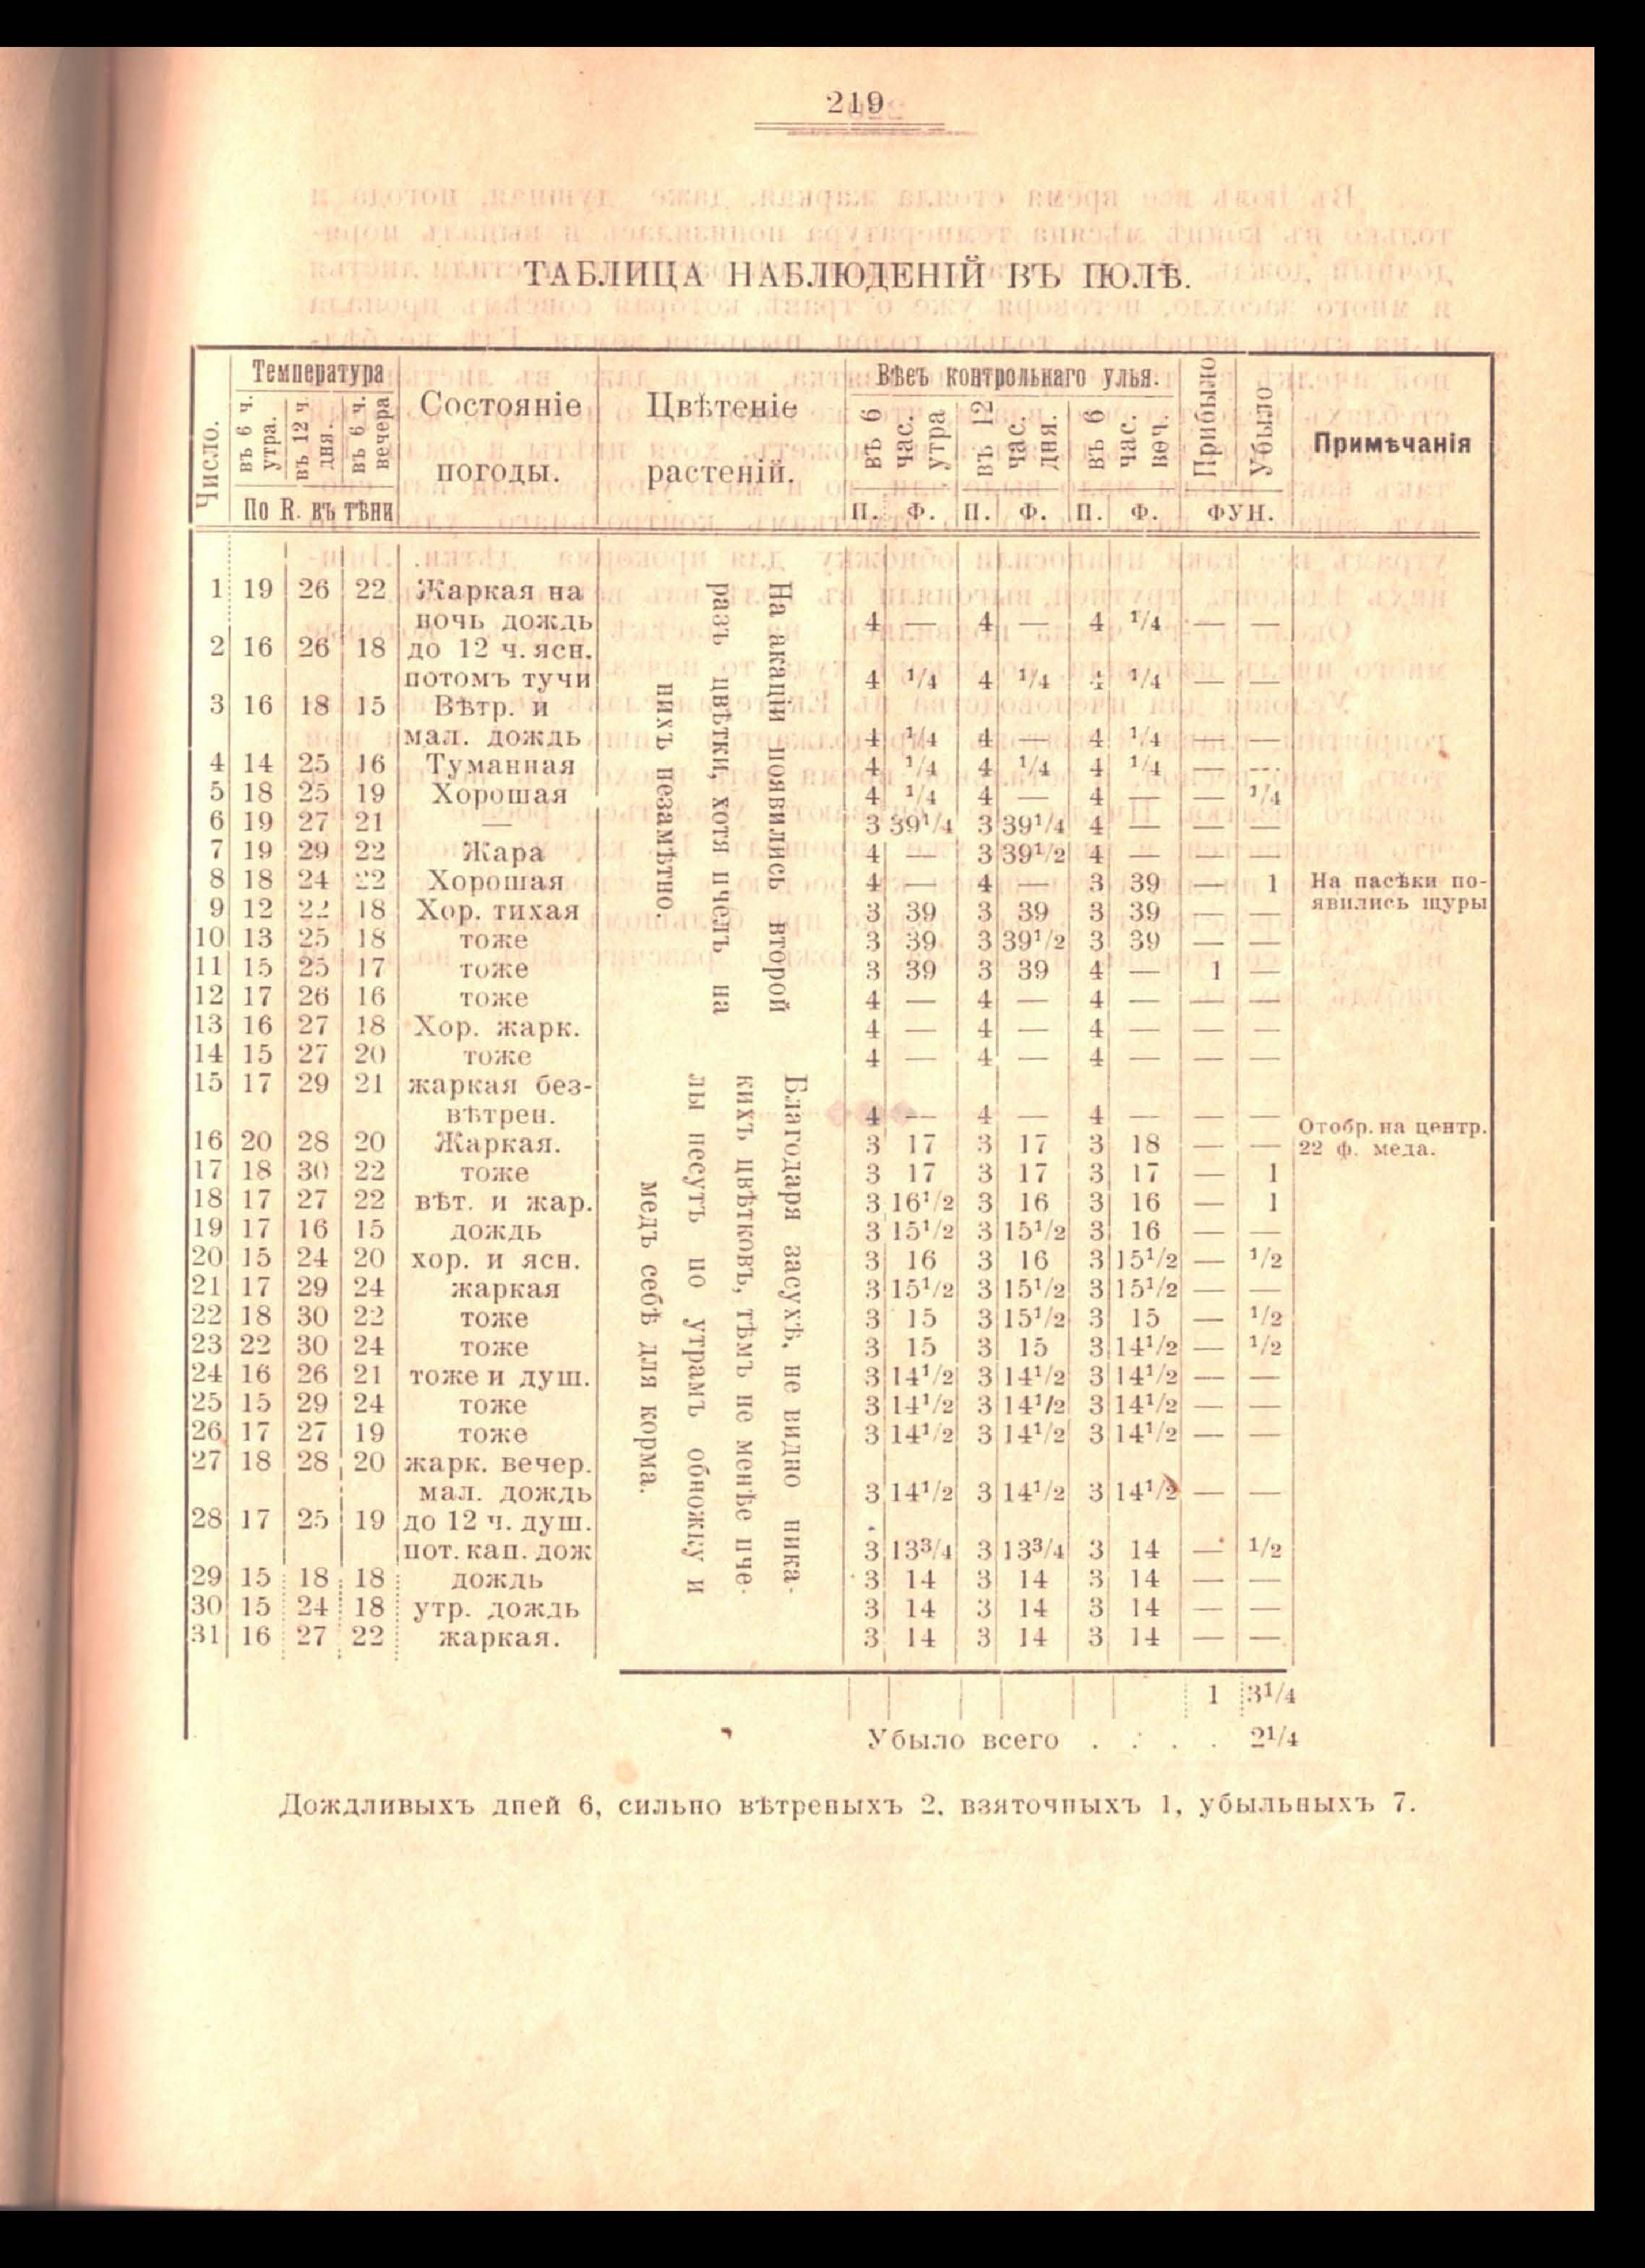 219
ТАБЛИЦА НАБЛЮДЕНІЙ ВЪ ІЮЛѢ.
Число.
Температура
въ 6 ч. утра.
въ 12 ч. дня.
въ 6 ч. вечера
По R. въ тѣни
Состояніе
погоды.
Цвѣтеніе
растеній.
Вѣсъ контрольнаго улья.
въ 6 час. утра
въ 12 час. дня.
въ 6 час. веч.
П. Ф. П. Ф. П. Ф.
Прибыло
Убыло
ФУН.
Примѣчанія
1 19 26 22 Жаркая на
ночь дождь 4 — 4 — 4 1/4 — —
2 16 26 18 до 12 ч. ясн.
потомъ тучи 4 1/4 4 1/4 4 1/4 — —
3 16 18 15 Вѣтр. и
мал. дождь 4 1/4 4 — 4 1/4 — —
4 14 25 16 Туманная 4 1/4 4 1/4 4 1/4 — —
5 18 25 19 Хорошая 4 1/4 4 — 4 — — 1/4
6 19 27 21 — 3 39 1/4 3 39 1/4 4 — — —
7 19 29 22 Жара 4 — 3 39 1/2 4 — — —
8 18 24 22 Хорошая 4 — 4 — 3 39 — 1 На пасѣки по-
явились щуры
9 12 22 18 Хор. тихая 3 39 3 39 3 39 — —
10 13 25 18 тоже 3 39 3 39 1/2 3 39 — —
11 15 25 17 тоже 3 39 3 39 4 — 1 —
12 17 26 16 тоже 4 — 4 — 4 — — —
13 16 27 18 Хор. жарк. 4 — 4 — 4 — — —
14 15 27 20 тоже 4 — 4 — 4 — — —
15 17 29 21 жаркая без-
вѣтрен. 4 — 4 — 4 — — —
Отобр. на центр.
22 ф. меда.
16 20 28 20 Жаркая. 3 17 3 17 3 18 — —
17 18 30 22 тоже 3 17 3 17 3 17 — 1
18 17 27 22 вѣт. и жар. 3 16 1/2 3 16 3 16 — 1
19 17 16 15 дождь 3 15 1/2 3 15 1/2 3 16 — —
20 15 24 20 хор. и ясн. 3 16 3 16 3 15 1/2 — 1/2
21 17 29 24 жаркая 3 15 1/2 3 15 1/2 3 15 1/2 — —
22 18 30 22 тоже 3 15 3 15 1/2 3 15 — 1/2
23 22 30 24 тоже 3 15 3 15 3 14 1/2 — 1/2
24 16 26 21 тоже и душ. 3 14 1/2 3 14 1/2 3 14 1/2 — —
25 15 29 24 тоже 3 14 1/2 3 14 1/2 3 14 1/2 — —
26 17 27 19 тоже 3 14 1/2 3 14 1/2 3 14 1/2 — —
27 18 28 20 жарк. вечер.
мал. дождь 3 14 1/2 3 14 1/2 3 14 1/2 — —
28 17 25 19 до 12 ч. душ.
пот. кап. дож 3 13 3/4 3 13 3/4 3 14 — 1/2
29 15 18 18 дождь 3 14 3 14 3 14 — —
30 15 24 18 утр. дождь 3 14 3 14 3 14 — —
31 16 27 22 жаркая. 3 14 3 14 3 14 — —
На акаціи появились второй
разъ цвѣтки, хотя пчелъ на
нихъ незамѣтно.
Благодаря засухѣ, не видно ника-
кихъ цвѣтковъ, тѣмъ не менѣе пче-
лы несутъ по утрамъ обножку и
медъ себѣ для корма.
1 3 1/4
Убыло всего . . . . 2 1/4
Дождливыхъ дней 6, сильно вѣтреныхъ 2. взяточныхъ 1, убыльныхъ 7.